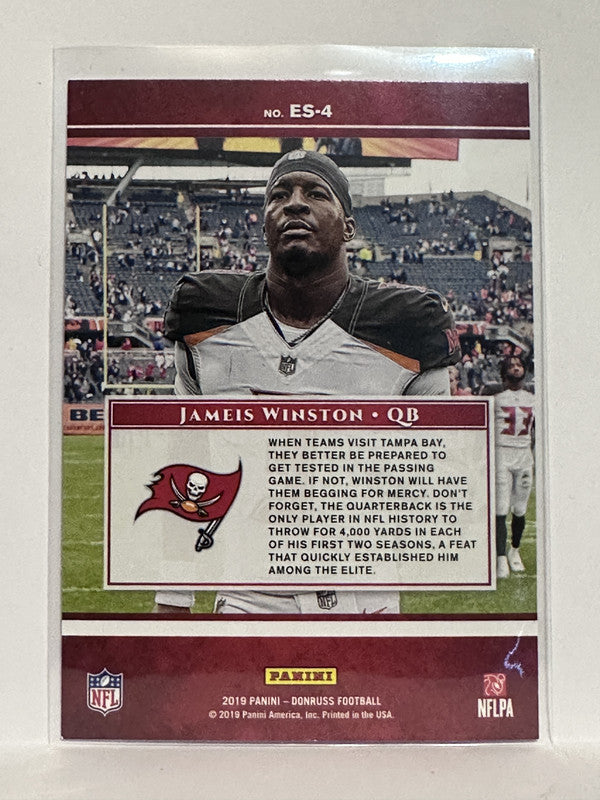 NO. ES-4
BE
33
JAMEIS WINSTON • QB
WHEN TEAMS VISIT TAMPA BAY,
THEY BETTER BE PREPARED TO
GET TESTED IN THE PASSING
GAME. IF NOT, WINSTON WILL HAVE
THEM BEGGING FOR MERCY. DON'T
FORGET, THE QUARTERBACK IS THE
ONLY PLAYER IN NFL HISTORY TO
THROW FOR 4,000 YARDS IN EACH
OF HIS FIRST TWO SEASONS, A FEAT
THAT QUICKLY ESTABLISHED HIM
AMONG THE ELITE.
NFL
PANINI
2019 PANINI – DONRUSS FOOTBALL
© 2019 Panini America, Inc. Printed in the USA.
NFLPA